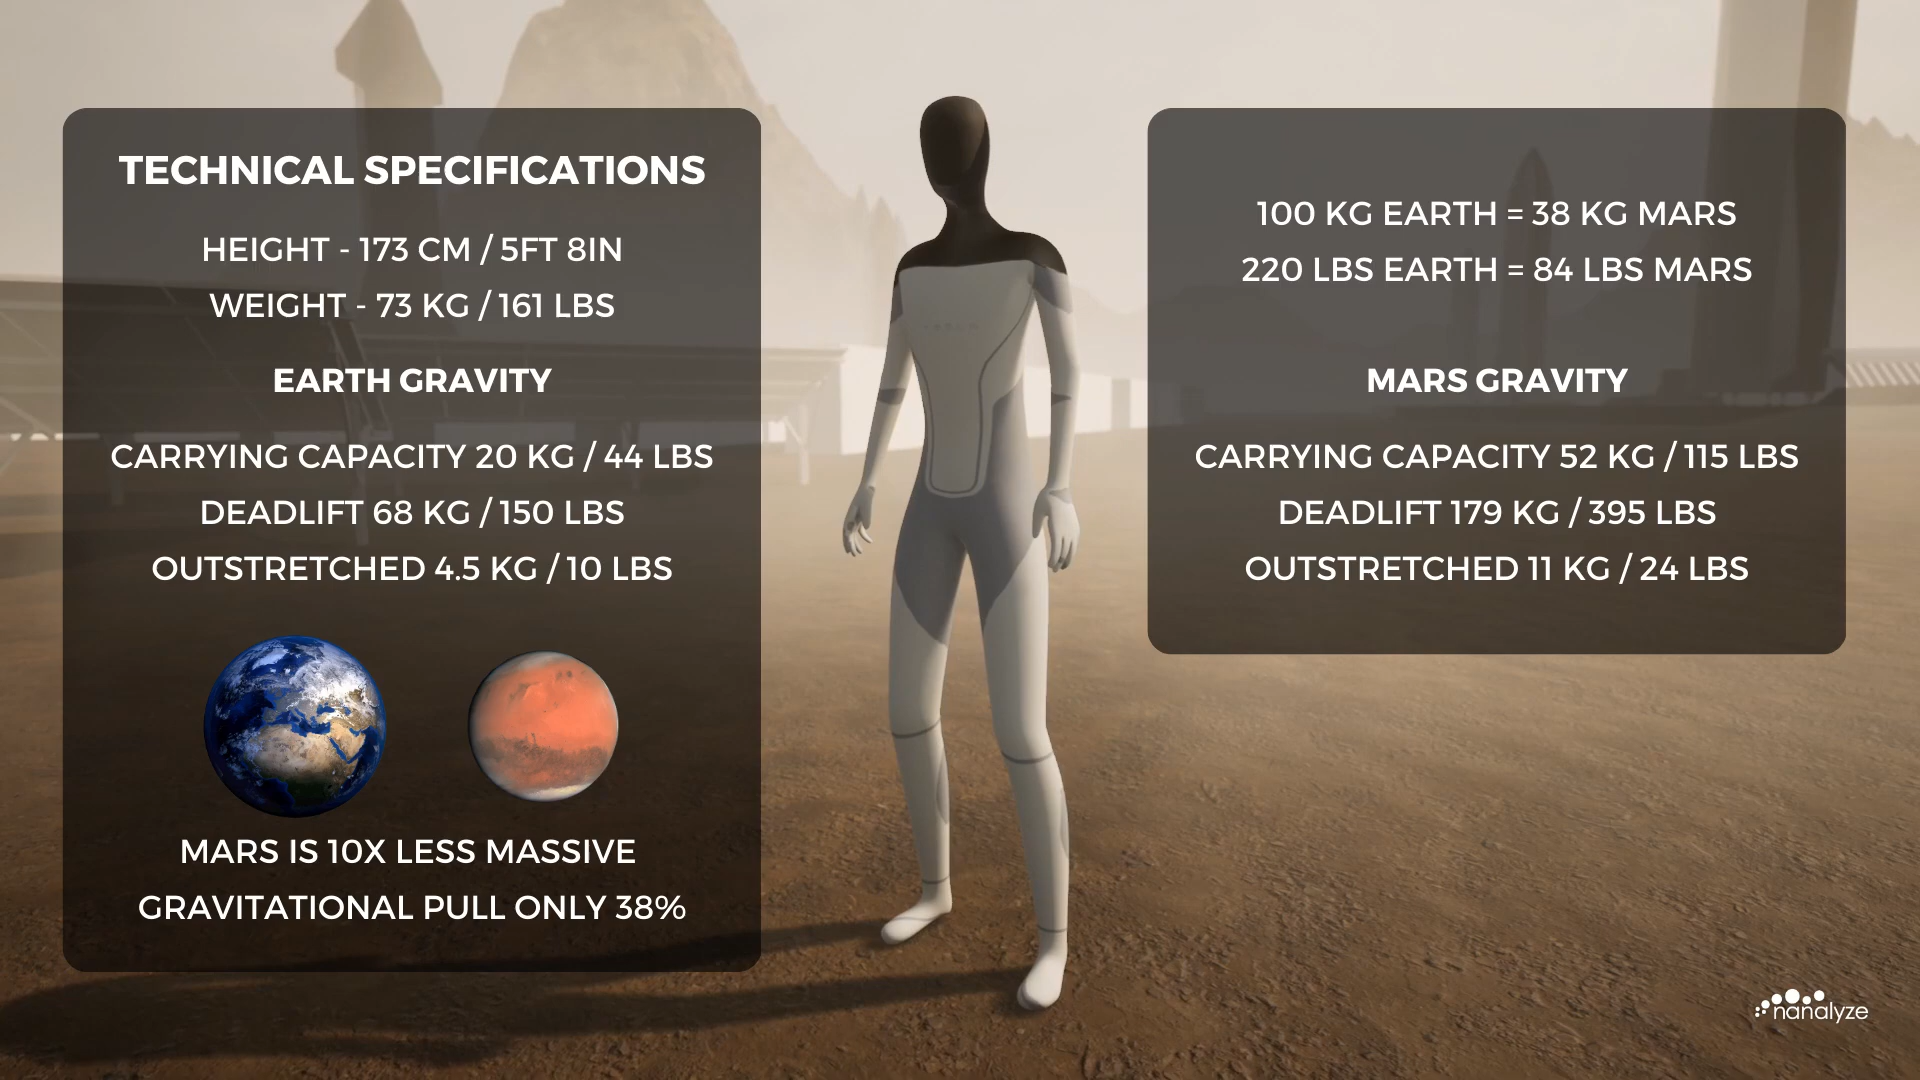 TECHNICAL SPECIFICATIONS
HEIGHT - 173 CM / 5FT 8IN
WEIGHT - 73 KG / 161 LBS
EARTH GRAVITY
CARRYING CAPACITY 20 KG / 44 LBS
DEADLIFT 68 KG / 150 LBS
OUTSTRETCHED 4.5 KG / 10 LBS
MARS IS 10X LESS MASSIVE
GRAVITATIONAL PULL ONLY 38%
100 KG EARTH = 38 KG MARS
220 LBS EARTH = 84 LBS MARS
MARS GRAVITY
CARRYING CAPACITY 52 KG / 115 LBS
DEADLIFT 179 KG / 395 LBS
OUTSTRETCHED 11 KG / 24 LBS
nanalyze